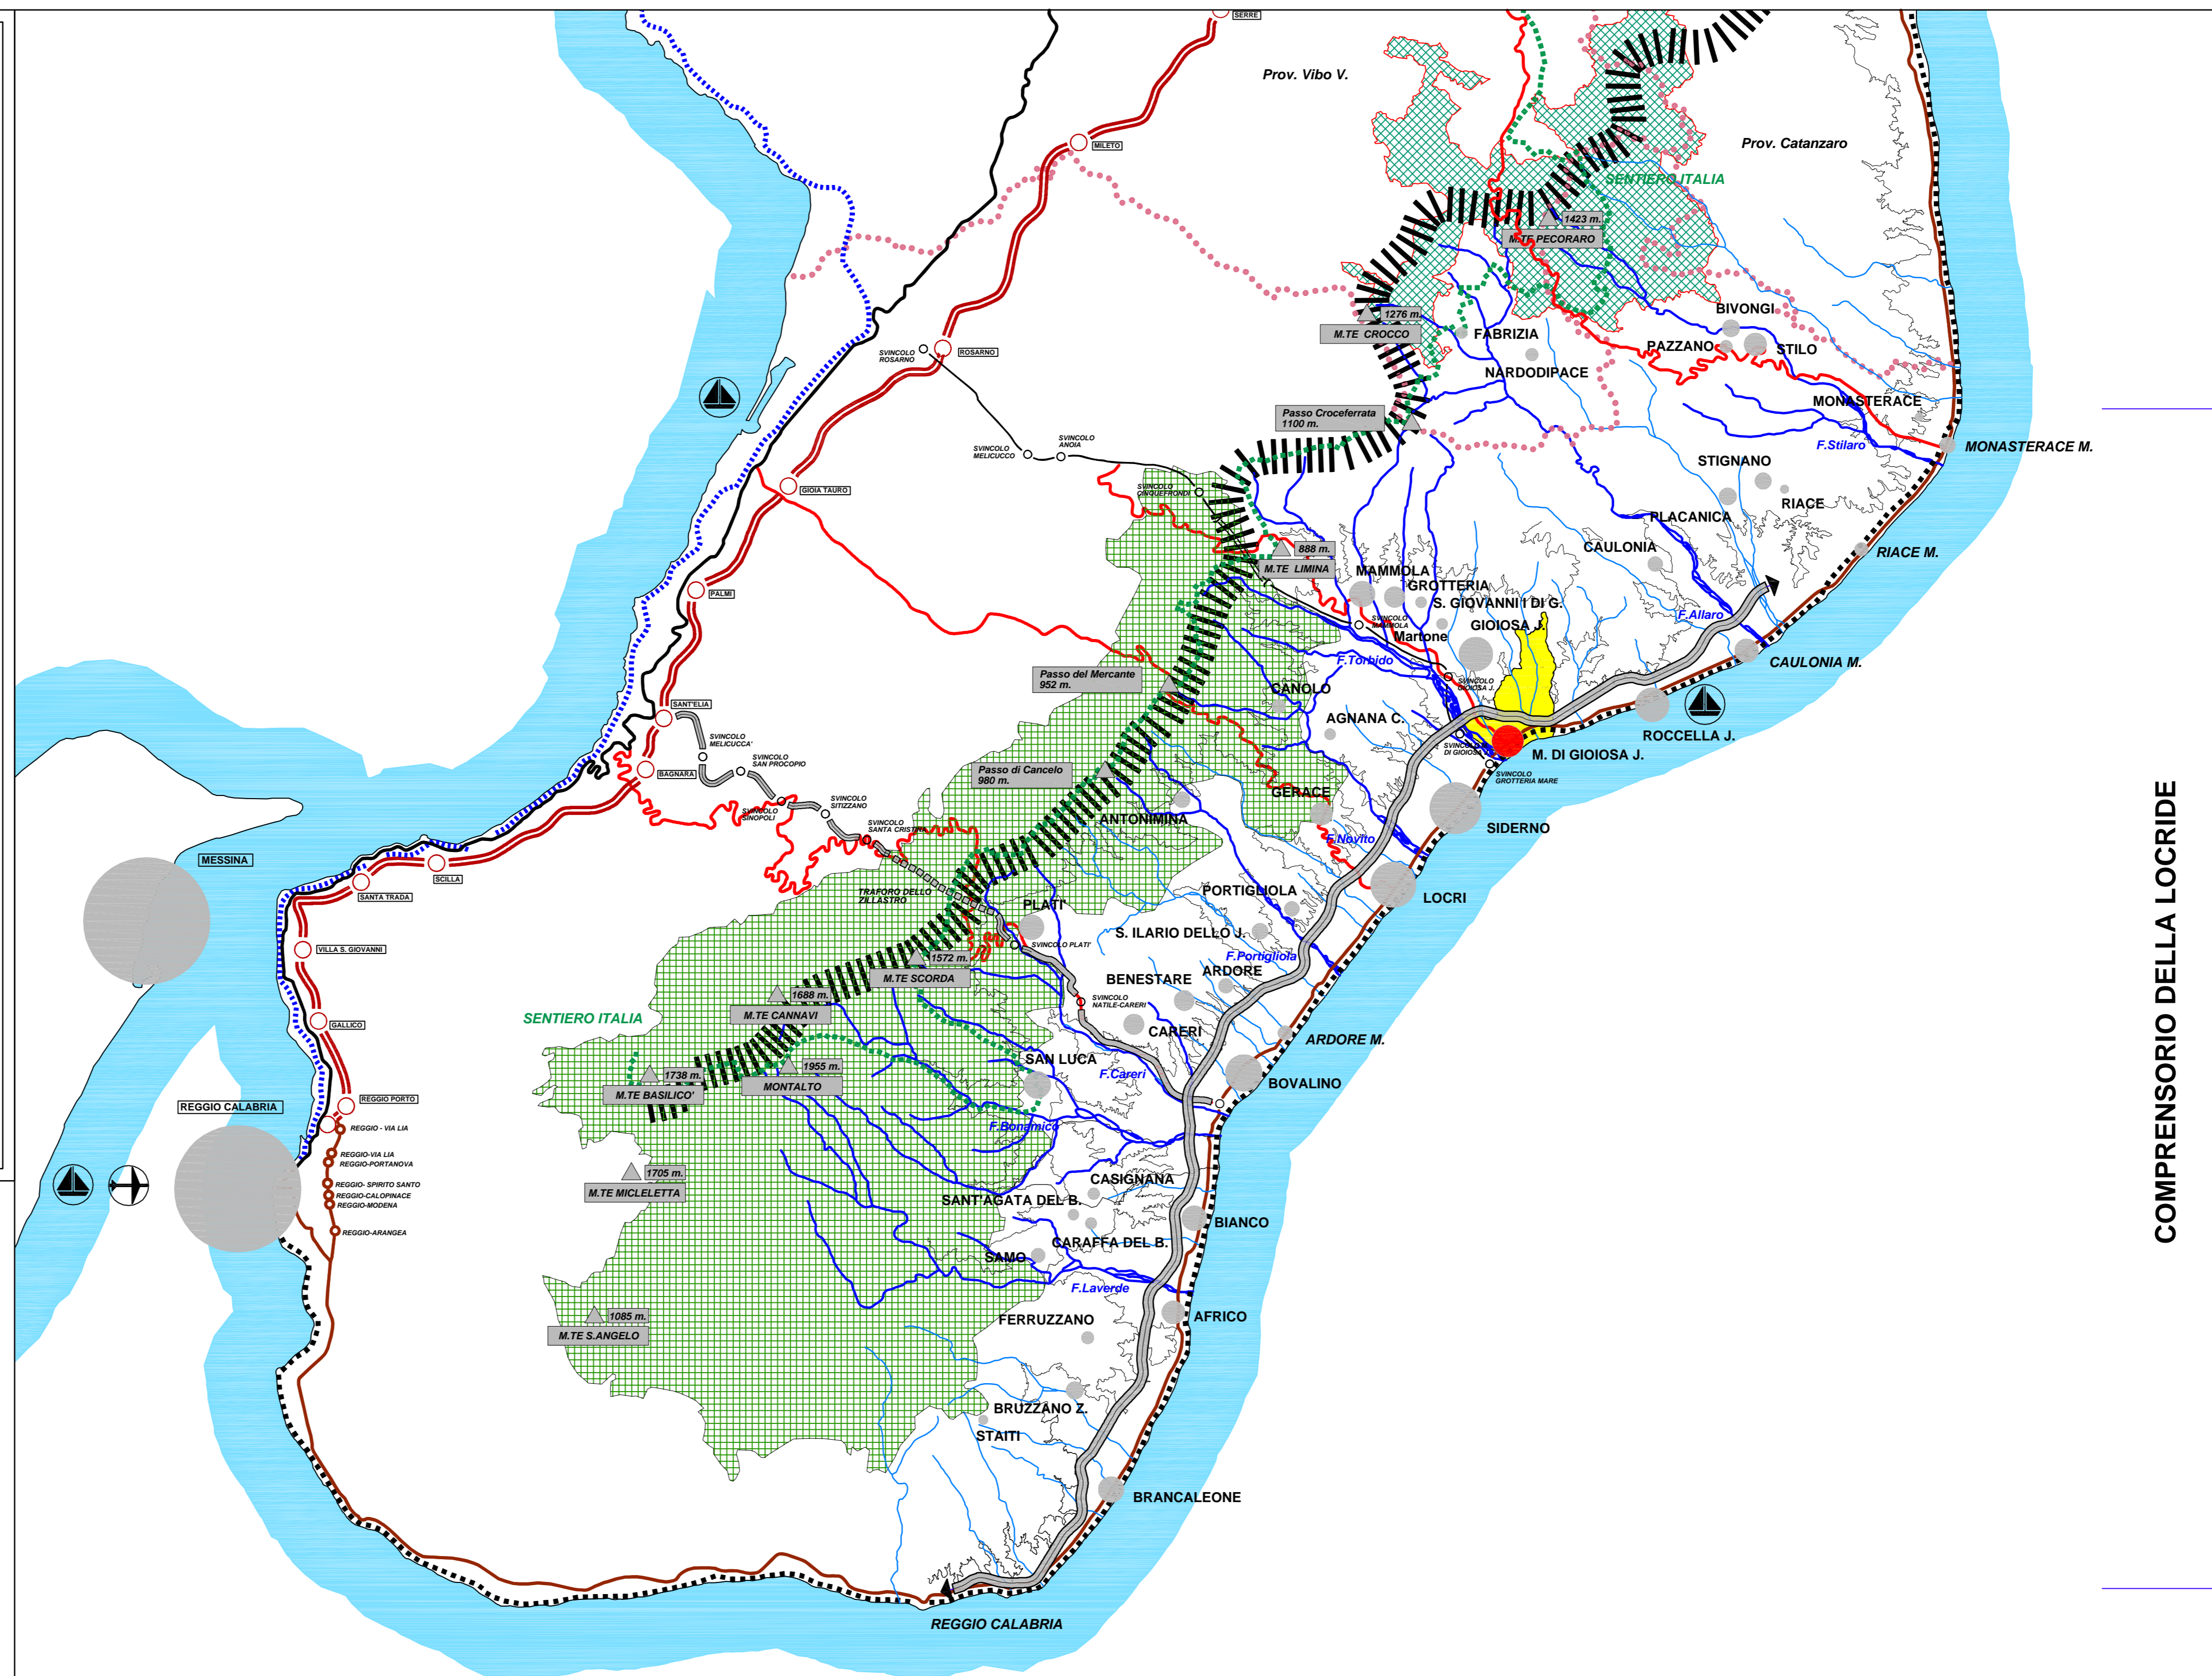 SERRE
Prov. Vibo V.
MILETO
Prov. Catanzaro
SENTIERO ITALIA
1423 m.
M.TE PECORARO
1276 m.
M.TE CROCCO
BIVONGI
FABRIZIA
PAZZANO
STILO
SVINCOLO
ROSARNO
ROSARNO
NARDODIPACE
MONASTERACE
Passo Croceferrata
1100 m.
F.Stilaro
MONASTERACE M.
SVINCOLO
ANOIA
SVINCOLO
MELICUCCO
STIGNANO
GIOIA TAURO
SVINCOLO
CINQUEFRONDI
RIACE
PLACANICA
CAULONIA
RIACE M.
888 m.
M.TE LIMINA
MAMMOLA
GROTTERIA
S. GIOVANNI I DI G.
PALMI
F.Allaro
SVINCOLO
MAMMOLA
GIOIOSA J.
Martone
F.Torbido
CAULONIA M.
Passo del Mercante
952 m.
SVINCOLO
GIOIOSA J.
CANOLO
SANT'ELIA
AGNANA C.
ROCCELLA J.
SVINCOLO
MELICUCCA'
SVINCOLO M.
DI GIOIOSA J.
M. DI GIOIOSA J.
SVINCOLO
SAN PROCOPIO
BAGNARA
Passo di Cancelo
980 m.
SVINCOLO
GROTTERIA MARE
GERACE
SVINCOLO
SITIZZANO
SVINCOLO
SINOPOLI
ANTONIMINA
SIDERNO
SVINCOLO
SANTA CRISTINA
F.Novito
COMPRENSORIO DELLA LOCRIDE
MESSINA
SCILLA
SANTA TRADA
TRAFORO DELLO
ZILLASTRO
PORTIGLIOLA
LOCRI
PLATI'
S. ILARIO DELLO J.
VILLA S. GIOVANNI
SVINCOLO PLATI'
F.Portigliola
1572 m.
M.TE SCORDA
ARDORE
BENESTARE
1688 m.
M.TE CANNAVI
SVINCOLO
NATILE-CARERI
SENTIERO ITALIA
GALLICO
CARERI
ARDORE M.
SAN LUCA
1955 m.
MONTALTO
1738 m.
M.TE BASILICO'
F.Careri
BOVALINO
REGGIO PORTO
REGGIO CALABRIA
REGGIO - VIA LIA
F.Bonamico
REGGIO-VIA LIA
REGGIO-PORTANOVA
1705 m.
M.TE MICLELETTA
REGGIO- SPIRITO SANTO
REGGIO-CALOPINACE
REGGIO-MODENA
CASIGNANA
SANT'AGATA DEL B.
REGGIO-ARANGEA
BIANCO
CARAFFA DEL B.
SAMO
F.Laverde
1085 m.
M.TE S.ANGELO
FERRUZZANO
AFRICO
BRUZZANO Z.
STAITI
BRANCALEONE
REGGIO CALABRIA